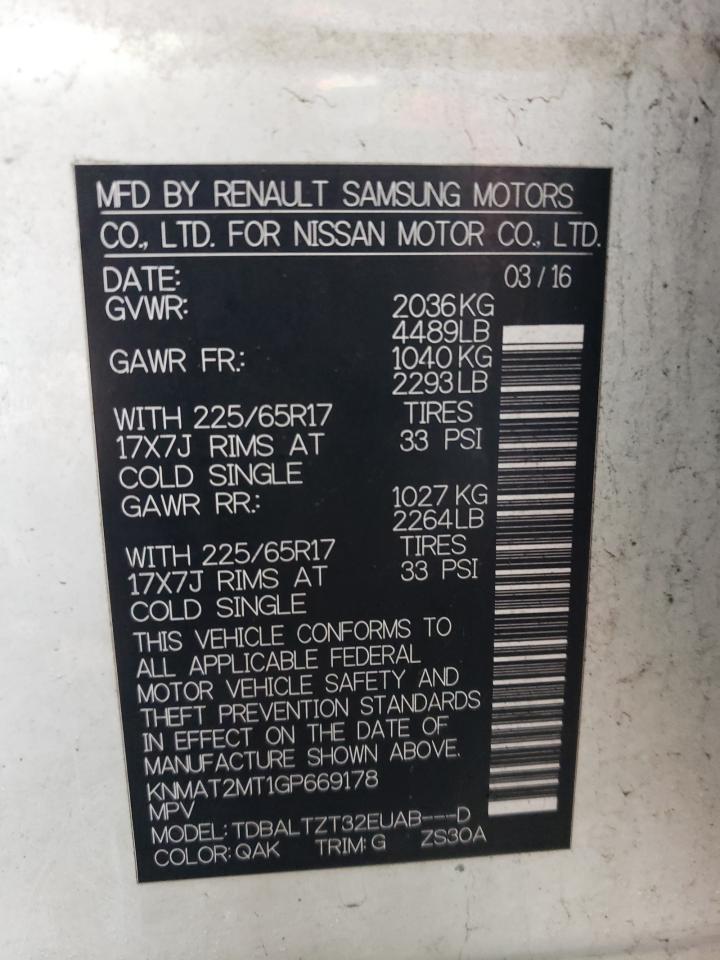 MFD BY RENAULT SAMSUNG MOTORS
CO., LTD. FOR NISSAN MOTOR CO., LTD.
DATE: 03 / 16
GVWR: 2036 KG
4489 LB
GAWR FR.: 1040 KG
2293 LB
WITH 225/65R17 TIRES
17X7J RIMS AT 33 PSI
COLD SINGLE
GAWR RR.: 1027 KG
2264 LB
WITH 225/65R17 TIRES
17X7J RIMS AT 33 PSI
COLD SINGLE
THIS VEHICLE CONFORMS TO
ALL APPLICABLE FEDERAL
MOTOR VEHICLE SAFETY AND
THEFT PREVENTION STANDARDS
IN EFFECT ON THE DATE OF
MANUFACTURE SHOWN ABOVE.
KNMAT2MT1GP669178
MPV
MODEL: TDBALTZT32EUAB---D
COLOR: QAK TRIM: G ZS30A